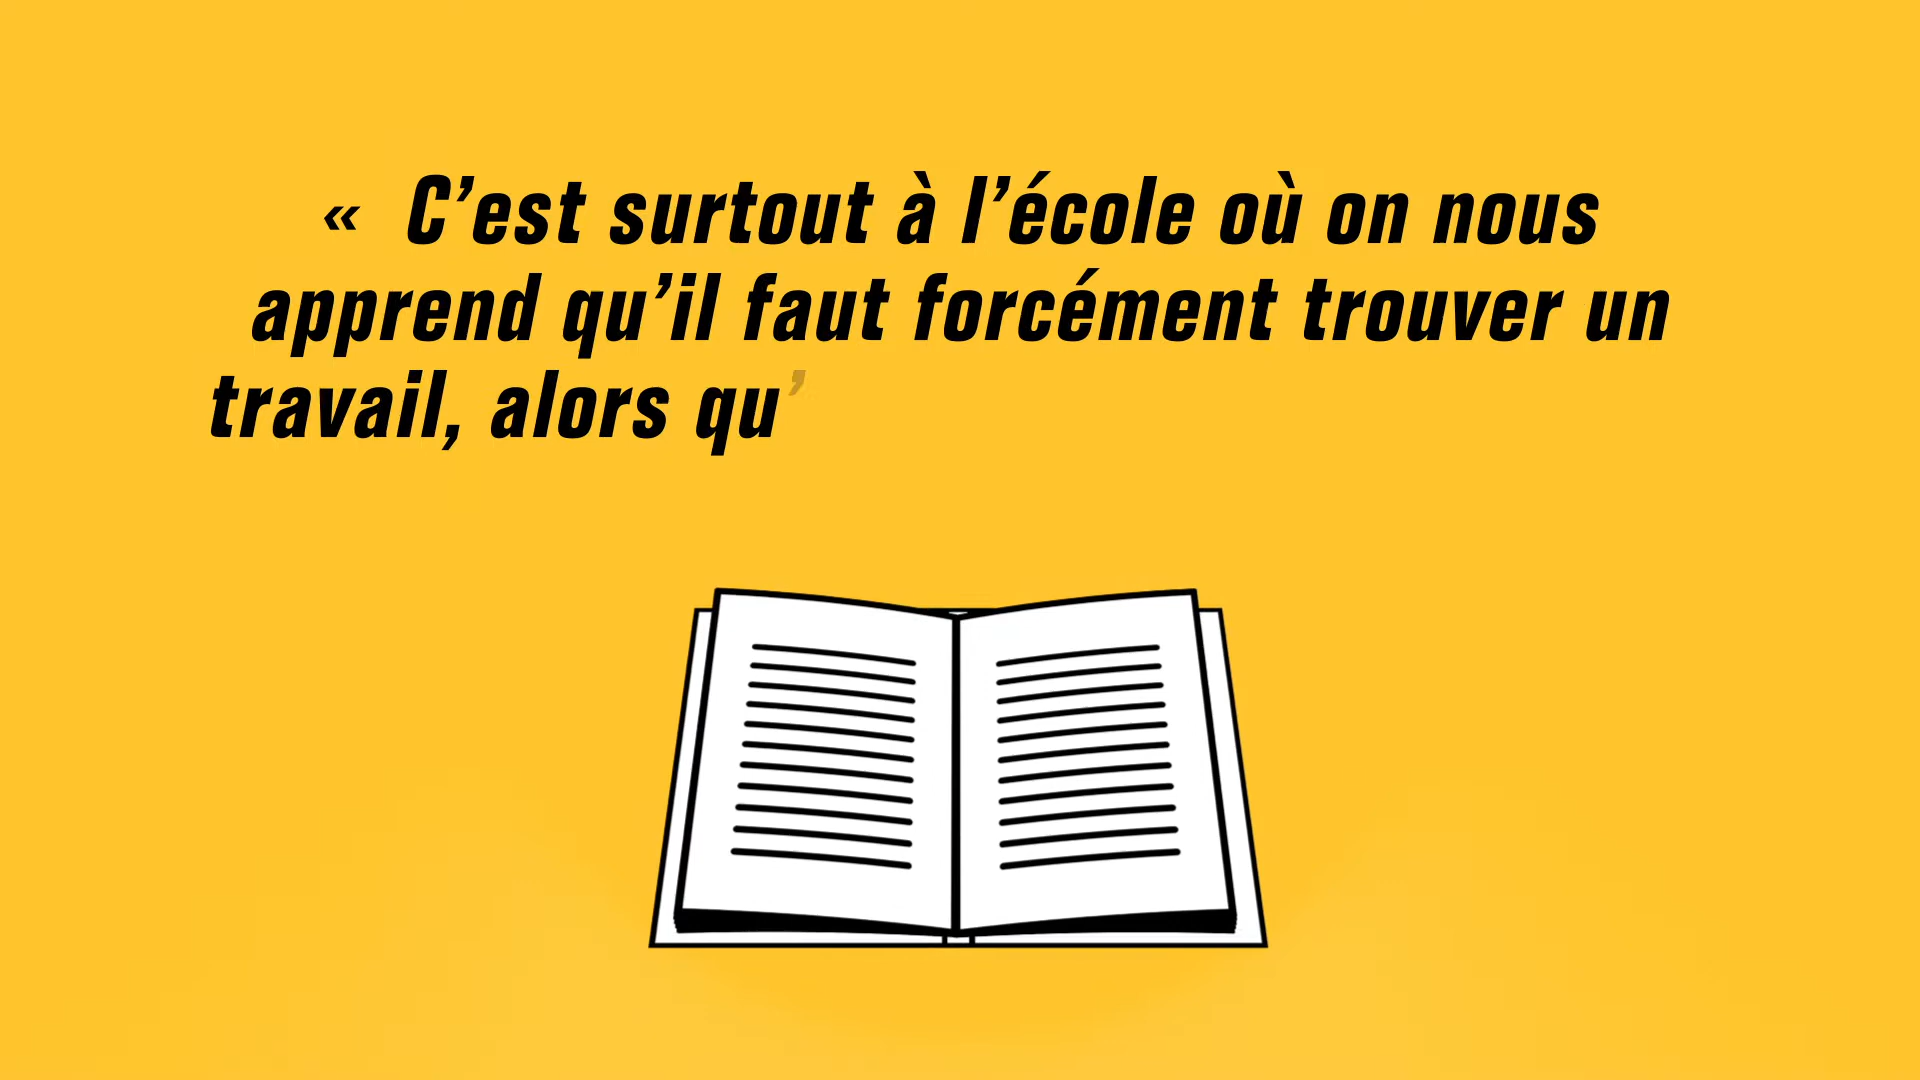 «  C’est surtout à l’école où on nous
apprend qu’il faut forcément trouver un
travail, alors qu’